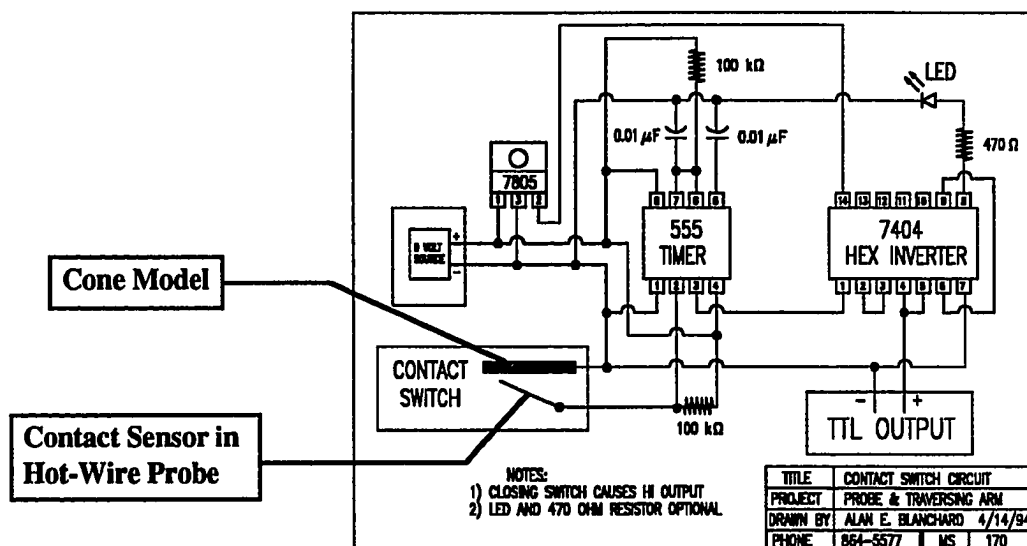 100 kΩ
LED
0.01 μF
0.01 μF
470 Ω
7805
1 3 2
8 7 6 5
14 13 12 11 10 9 8
+
9 VOLT
SOURCE
−
555
TIMER
7404
HEX INVERTER
1 2 3 4
1 2 3 4 5 6 7
Cone Model
CONTACT
SWITCH
100 kΩ
− +
TTL OUTPUT
Contact Sensor in
Hot-Wire Probe
NOTES:
1) CLOSING SWITCH CAUSES HI OUTPUT
2) LED AND 470 OHM RESISTOR OPTIONAL
TITLE CONTACT SWITCH CIRCUIT
PROJECT PROBE & TRAVERSING ARM
DRAWN BY ALAN E. BLANCHARD 4/14/94
PHONE 864-5577 MS 170